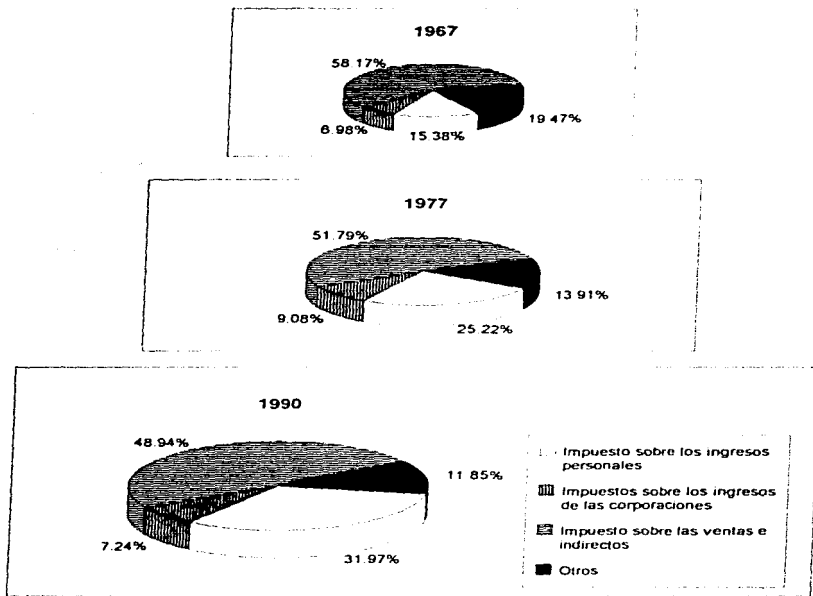 1967
58.17%
6.98%
15.38%
19.47%
1977
51.79%
9.08%
25.22%
13.91%
1990
48.94%
7.24%
31.97%
11.85%
Impuesto sobre los ingresos
personales
Impuestos sobre los ingresos
de las corporaciones
Impuesto sobre las ventas e
indirectos
Otros